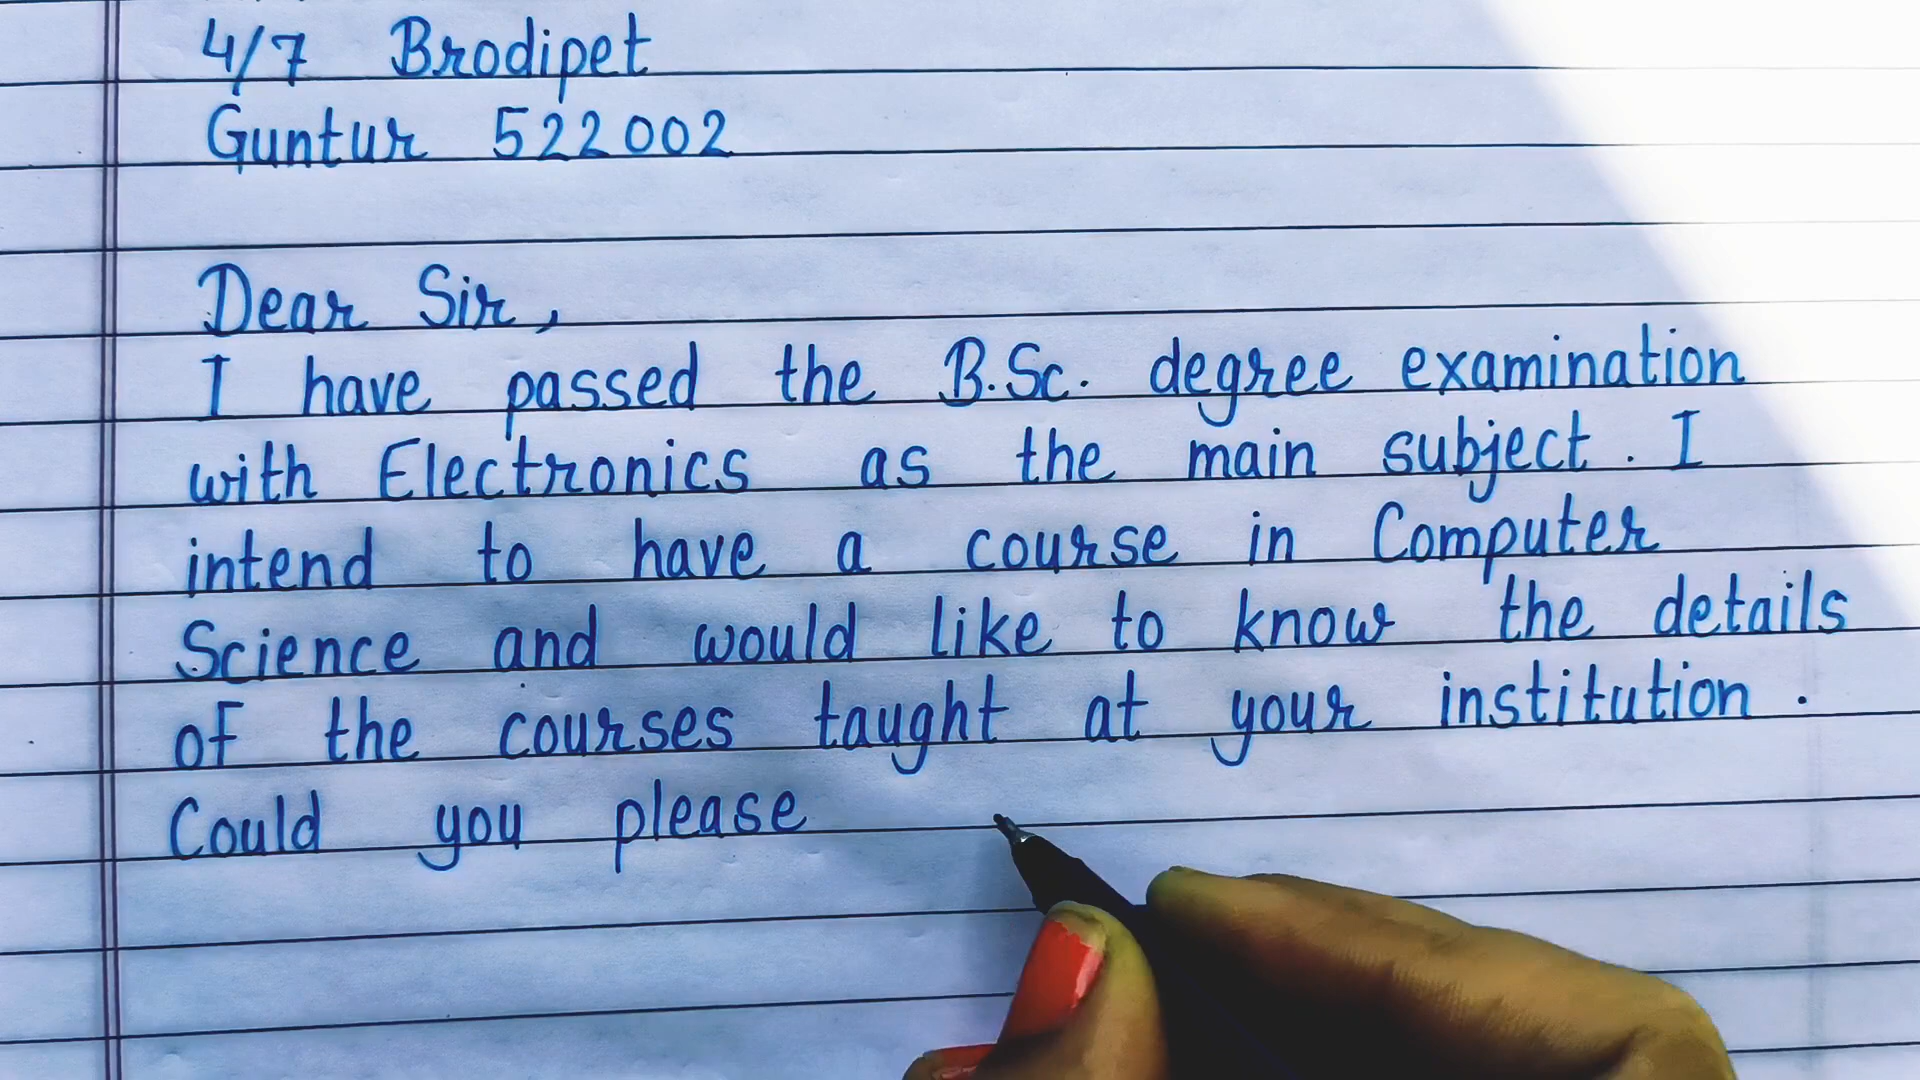 4/7 Brodipet
Guntur 522002
Dear Sir,
I have passed the B.Sc. degree examination
with Electronics as the main subject. I
intend to have a course in Computer
Science and would like to know the details
of the courses taught at your institution.
Could you please